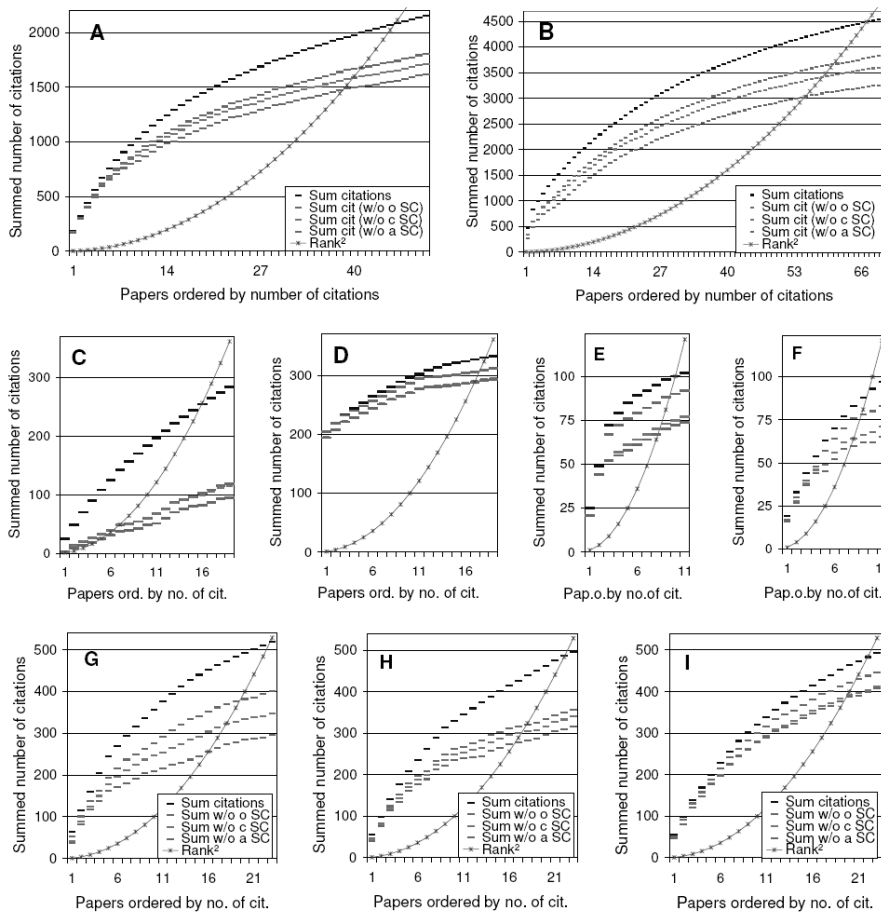 A
Summed number of citations
2000
1500
1000
500
0
Sum citations
Sum cit (w/o o SC)
Sum cit (w/o c SC)
Sum cit (w/o a SC)
Rank²
1 14 27 40
Papers ordered by number of citations
B
Summed number of citations
4500
4000
3500
3000
2500
2000
1500
1000
500
0
Sum citations
Sum cit (w/o o SC)
Sum cit (w/o c SC)
Sum cit (w/o a SC)
Rank²
1 14 27 40 53 66
Papers ordered by number of citations
C
Summed number of citations
300
200
100
0
1 6 11 16
Papers ord. by no. of cit.
D
Summed number of citations
300
200
100
0
1 6 11 16
Papers ord. by no. of cit.
E
Summed number of citations
100
75
50
25
0
1 6 11
Pap.o.by no.of cit.
F
Summed number of citations
100
75
50
25
0
1 6
Pap.o.by no.of cit.
G
Summed number of citations
500
400
300
200
100
0
Sum citations
Sum w/o o SC
Sum w/o c SC
Sum w/o a SC
Rank²
1 6 11 16 21
Papers ordered by no. of cit.
H
Summed number of citations
500
400
300
200
100
0
Sum citations
Sum w/o o SC
Sum w/o c SC
Sum w/o a SC
Rank²
1 6 11 16 21
Papers ordered by no. of cit.
I
Summed number of citations
500
400
300
200
100
0
Sum citations
Sum w/o o SC
Sum w/o c SC
Sum w/o a SC
Rank²
1 6 11 16 21
Papers ordered by no. of cit.